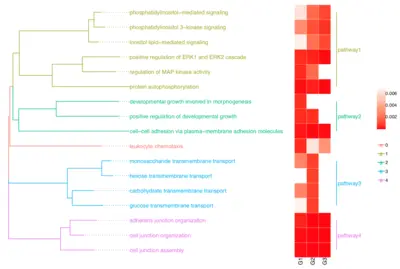 phosphatidylinositol-mediated signaling
phosphatidylinositol 3-kinase signaling
inositol lipid-mediated signaling
positive regulation of ERK1 and ERK2 cascade
regulation of MAP kinase activity
protein autophosphorylation
developmental growth involved in morphogenesis
positive regulation of developmental growth
cell-cell adhesion via plasma-membrane adhesion molecules
leukocyte chemotaxis
monosaccharide transmembrane transport
hexose transmembrane transport
carbohydrate transmembrane transport
glucose transmembrane transport
adherens junction organization
cell junction organization
cell junction assembly
pathway1
pathway2
pathway3
pathway4
G1
G2
G3
0.006
0.004
0
1
2
3
4